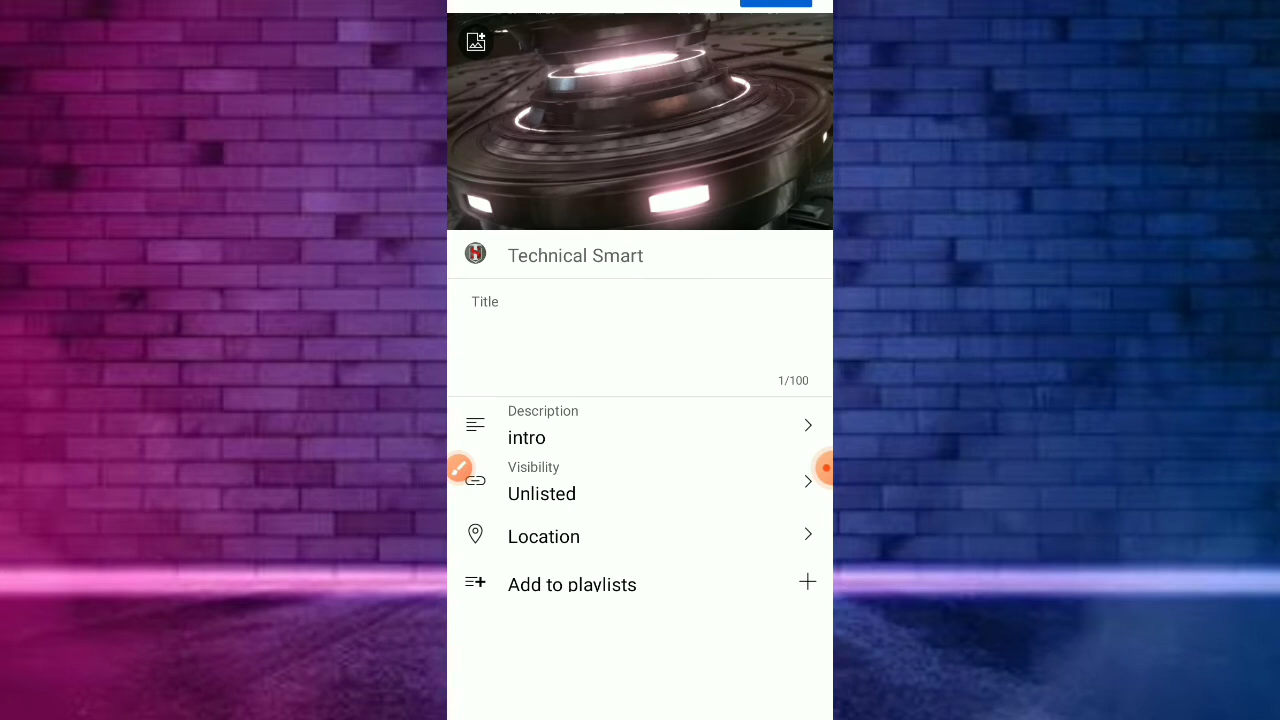 Technical Smart
Title
1/100
Description
intro
Visibility
Unlisted
Location
Add to playlists